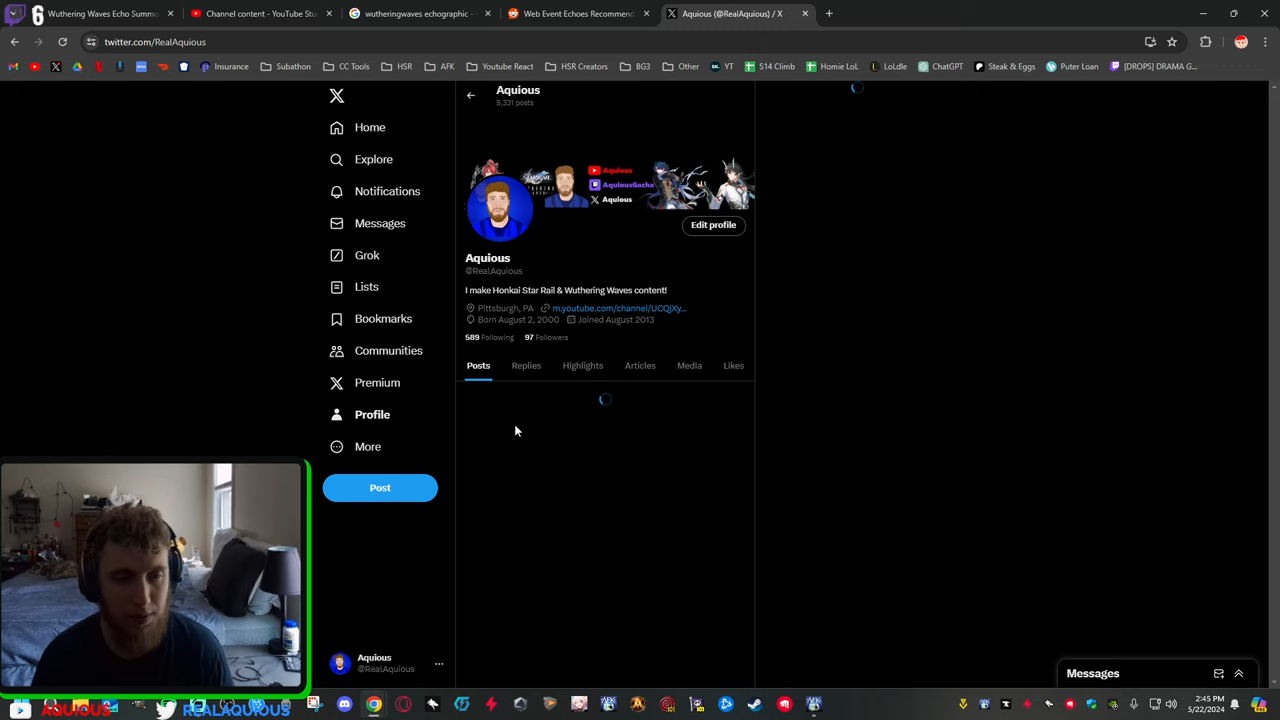 Wuthering Waves Echo Summo
Channel content - YouTube Stu
wutheringwaves echographic -
Web Event Echoes Recommend
Aquious (@RealAquious) / X
twitter.com/RealAquious
Insurance
Subathon
CC Tools
HSR
AFK
Youtube React
HSR Creators
BG3
Other
YT
S14 Climb
Homie LoL
LoLdle
ChatGPT
Steak & Eggs
Puter Loan
[DROPS] DRAMA G...
Home
Explore
Notifications
Messages
Grok
Lists
Bookmarks
Communities
Premium
Profile
More
Post
Aquious
@RealAquious
Aquious
5,331 posts
Aquious
AquiousGacha
Aquious
Edit profile
Aquious
@RealAquious
I make Honkai Star Rail & Wuthering Waves content!
Pittsburgh, PA m.youtube.com/channel/UCQjXy...
Born August 2, 2000 Joined August 2013
589 Following 97 Followers
Posts Replies Highlights Articles Media Likes
Messages
AQUIOUS REALAQUIOUS
2:45 PM
5/22/2024